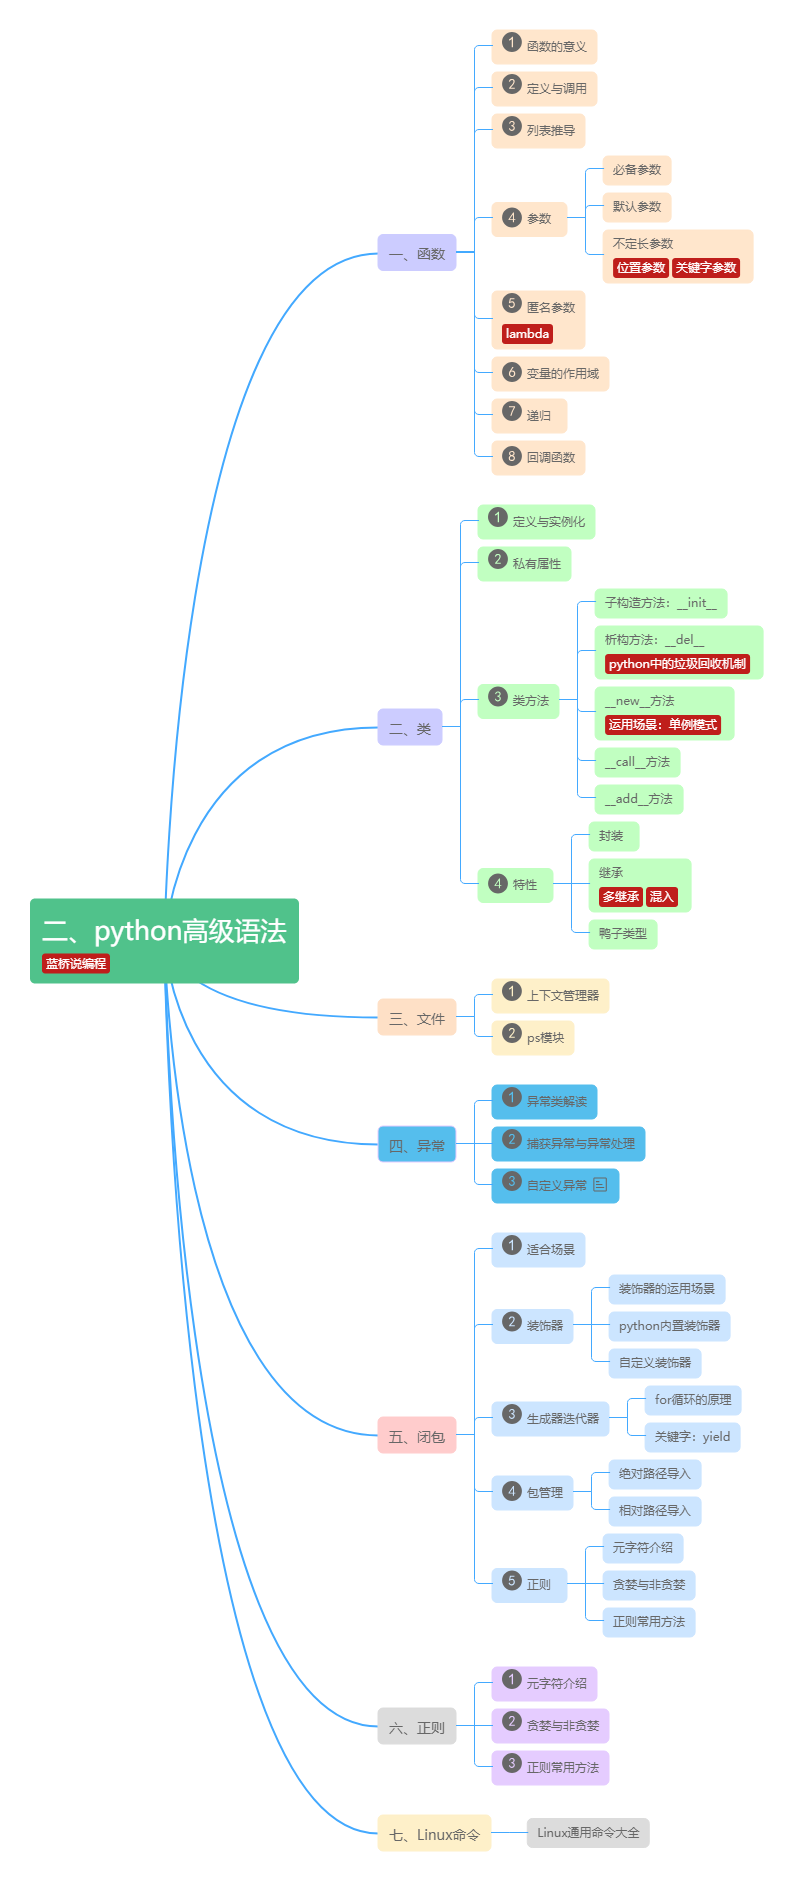 二、python高级语法
蓝桥说编程
一、函数
1 函数的意义
2 定义与调用
3 列表推导
4 参数
必备参数
默认参数
不定长参数
位置参数 关键字参数
5 匿名参数
lambda
6 变量的作用域
7 递归
8 回调函数
二、类
1 定义与实例化
2 私有属性
3 类方法
子构造方法：__init__
析构方法：__del__
python中的垃圾回收机制
__new__方法
运用场景：单例模式
__call__方法
__add__方法
4 特性
封装
继承
多继承 混入
鸭子类型
三、文件
1 上下文管理器
2 ps模块
四、异常
1 异常类解读
2 捕获异常与异常处理
3 自定义异常
五、闭包
1 适合场景
2 装饰器
装饰器的运用场景
python内置装饰器
自定义装饰器
3 生成器迭代器
for循环的原理
关键字：yield
4 包管理
绝对路径导入
相对路径导入
5 正则
元字符介绍
贪婪与非贪婪
正则常用方法
六、正则
1 元字符介绍
2 贪婪与非贪婪
3 正则常用方法
七、Linux命令
Linux通用命令大全